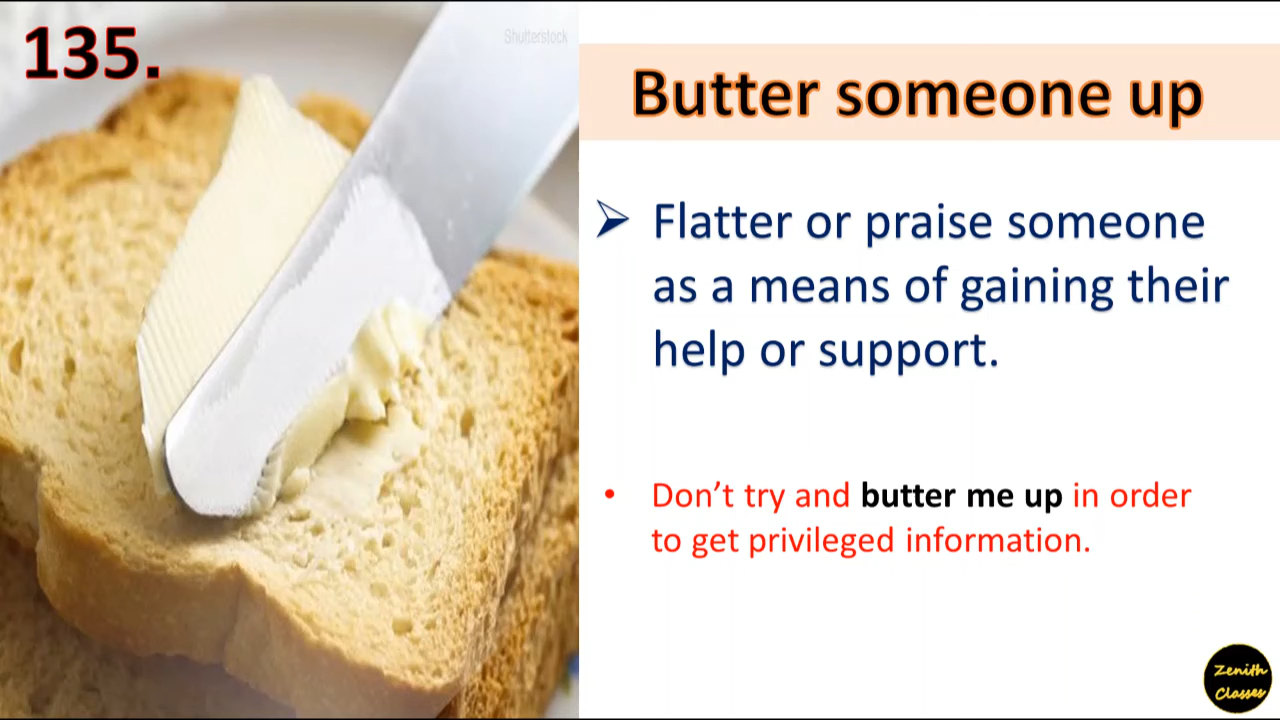 135.
Shutterstock
Butter someone up
➢ Flatter or praise someone
as a means of gaining their
help or support.
• Don’t try and butter me up in order
to get privileged information.
Zenith
Classes